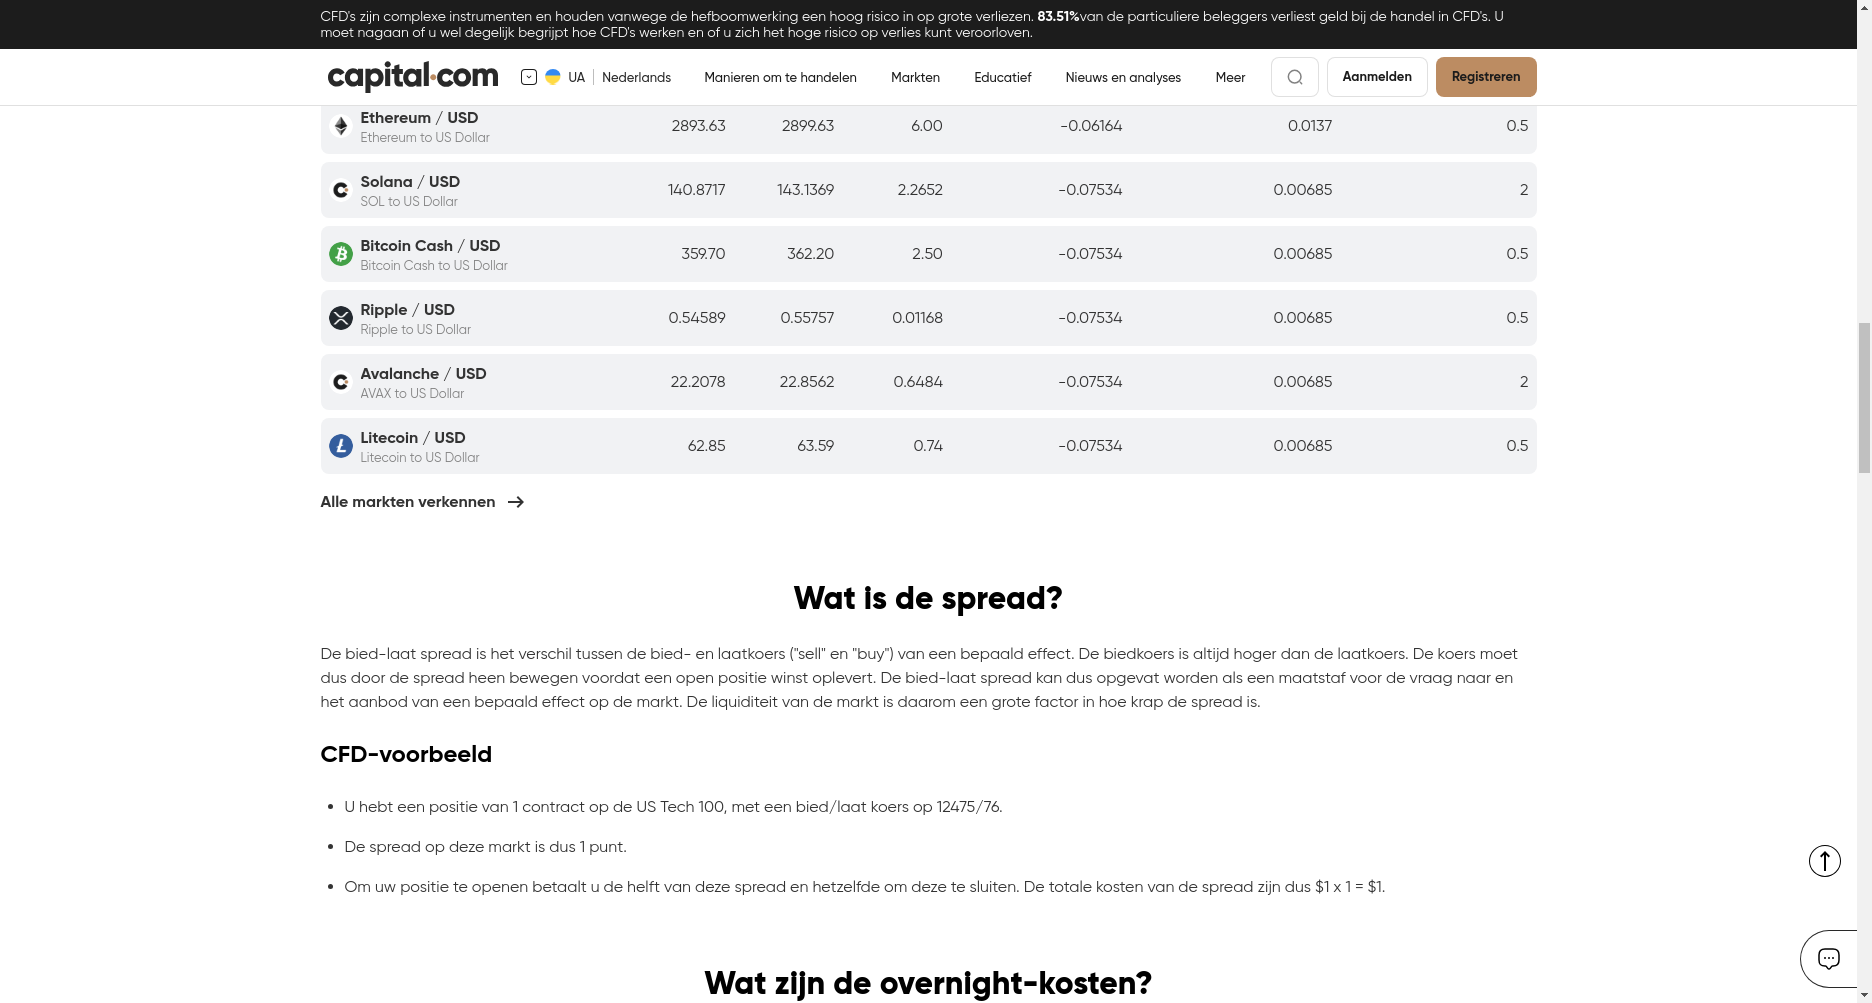 CFD's zijn complexe instrumenten en houden vanwege de hefboomwerking een hoog risico in op grote verliezen. 83.51%van de particuliere beleggers verliest geld bij de handel in CFD's. U
moet nagaan of u wel degelijk begrijpt hoe CFD's werken en of u zich het hoge risico op verlies kunt veroorloven.
capital.com UA Nederlands Manieren om te handelen Markten Educatief Nieuws en analyses Meer Aanmelden Registreren
Ethereum / USD 2893.63 2899.63 6.00 -0.06164 0.0137 0.5
Ethereum to US Dollar
Solana / USD 140.8717 143.1369 2.2652 -0.07534 0.00685 2
SOL to US Dollar
Bitcoin Cash / USD 359.70 362.20 2.50 -0.07534 0.00685 0.5
Bitcoin Cash to US Dollar
Ripple / USD 0.54589 0.55757 0.01168 -0.07534 0.00685 0.5
Ripple to US Dollar
Avalanche / USD 22.2078 22.8562 0.6484 -0.07534 0.00685 2
AVAX to US Dollar
Litecoin / USD 62.85 63.59 0.74 -0.07534 0.00685 0.5
Litecoin to US Dollar
Alle markten verkennen
Wat is de spread?
De bied-laat spread is het verschil tussen de bied- en laatkoers ("sell" en "buy") van een bepaald effect. De biedkoers is altijd hoger dan de laatkoers. De koers moet
dus door de spread heen bewegen voordat een open positie winst oplevert. De bied-laat spread kan dus opgevat worden als een maatstaf voor de vraag naar en
het aanbod van een bepaald effect op de markt. De liquiditeit van de markt is daarom een grote factor in hoe krap de spread is.
CFD-voorbeeld
• U hebt een positie van 1 contract op de US Tech 100, met een bied/laat koers op 12475/76.
• De spread op deze markt is dus 1 punt.
• Om uw positie te openen betaalt u de helft van deze spread en hetzelfde om deze te sluiten. De totale kosten van de spread zijn dus $1 x 1 = $1.
Wat zijn de overnight-kosten?